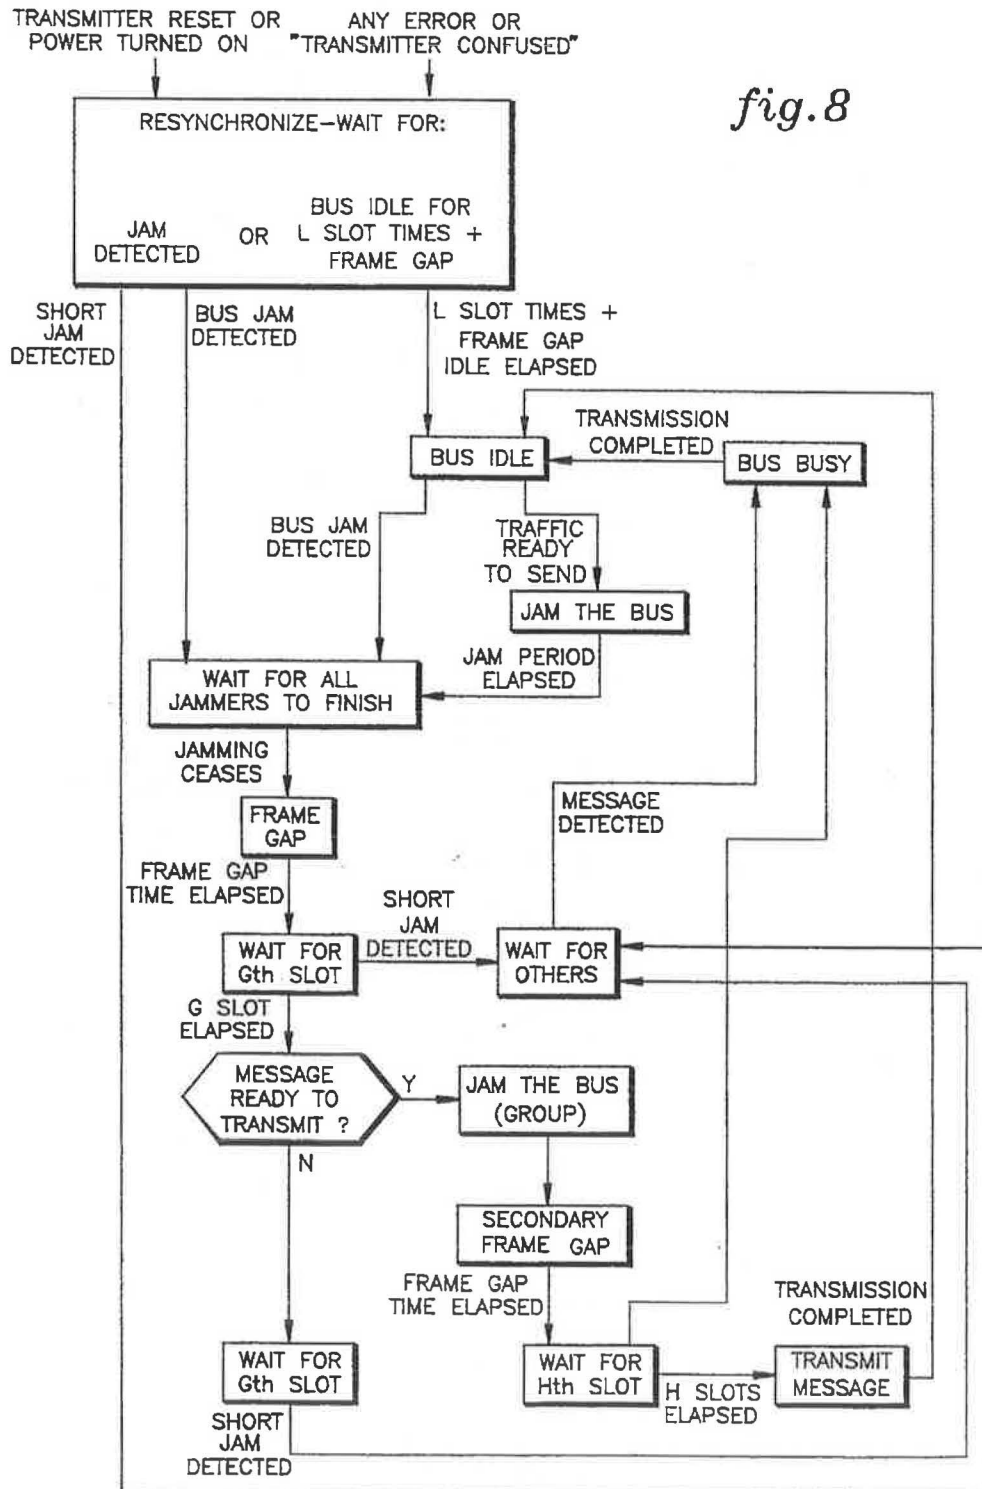 TRANSMITTER RESET OR
POWER TURNED ON
ANY ERROR OR
"TRANSMITTER CONFUSED"
fig.8
RESYNCHRONIZE-WAIT FOR:
JAM
DETECTED
OR
BUS IDLE FOR
L SLOT TIMES +
FRAME GAP
SHORT
JAM
DETECTED
BUS JAM
DETECTED
L SLOT TIMES +
FRAME GAP
IDLE ELAPSED
TRANSMISSION
COMPLETED
BUS IDLE
BUS BUSY
BUS JAM
DETECTED
TRAFFIC
READY
TO SEND
JAM THE BUS
JAM PERIOD
ELAPSED
WAIT FOR ALL
JAMMERS TO FINISH
JAMMING
CEASES
FRAME
GAP
MESSAGE
DETECTED
FRAME GAP
TIME ELAPSED
SHORT
JAM
DETECTED
WAIT FOR
Gth SLOT
WAIT FOR
OTHERS
G SLOT
ELAPSED
MESSAGE
READY TO
TRANSMIT ?
Y
JAM THE BUS
(GROUP)
N
SECONDARY
FRAME GAP
FRAME GAP
TIME ELAPSED
TRANSMISSION
COMPLETED
WAIT FOR
Gth SLOT
WAIT FOR
Hth SLOT
H SLOTS
ELAPSED
TRANSMIT
MESSAGE
SHORT
JAM
DETECTED